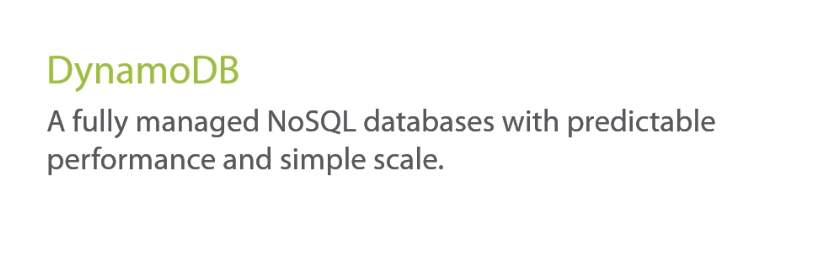 DynamoDB
A fully managed NoSQL databases with predictable
performance and simple scale.